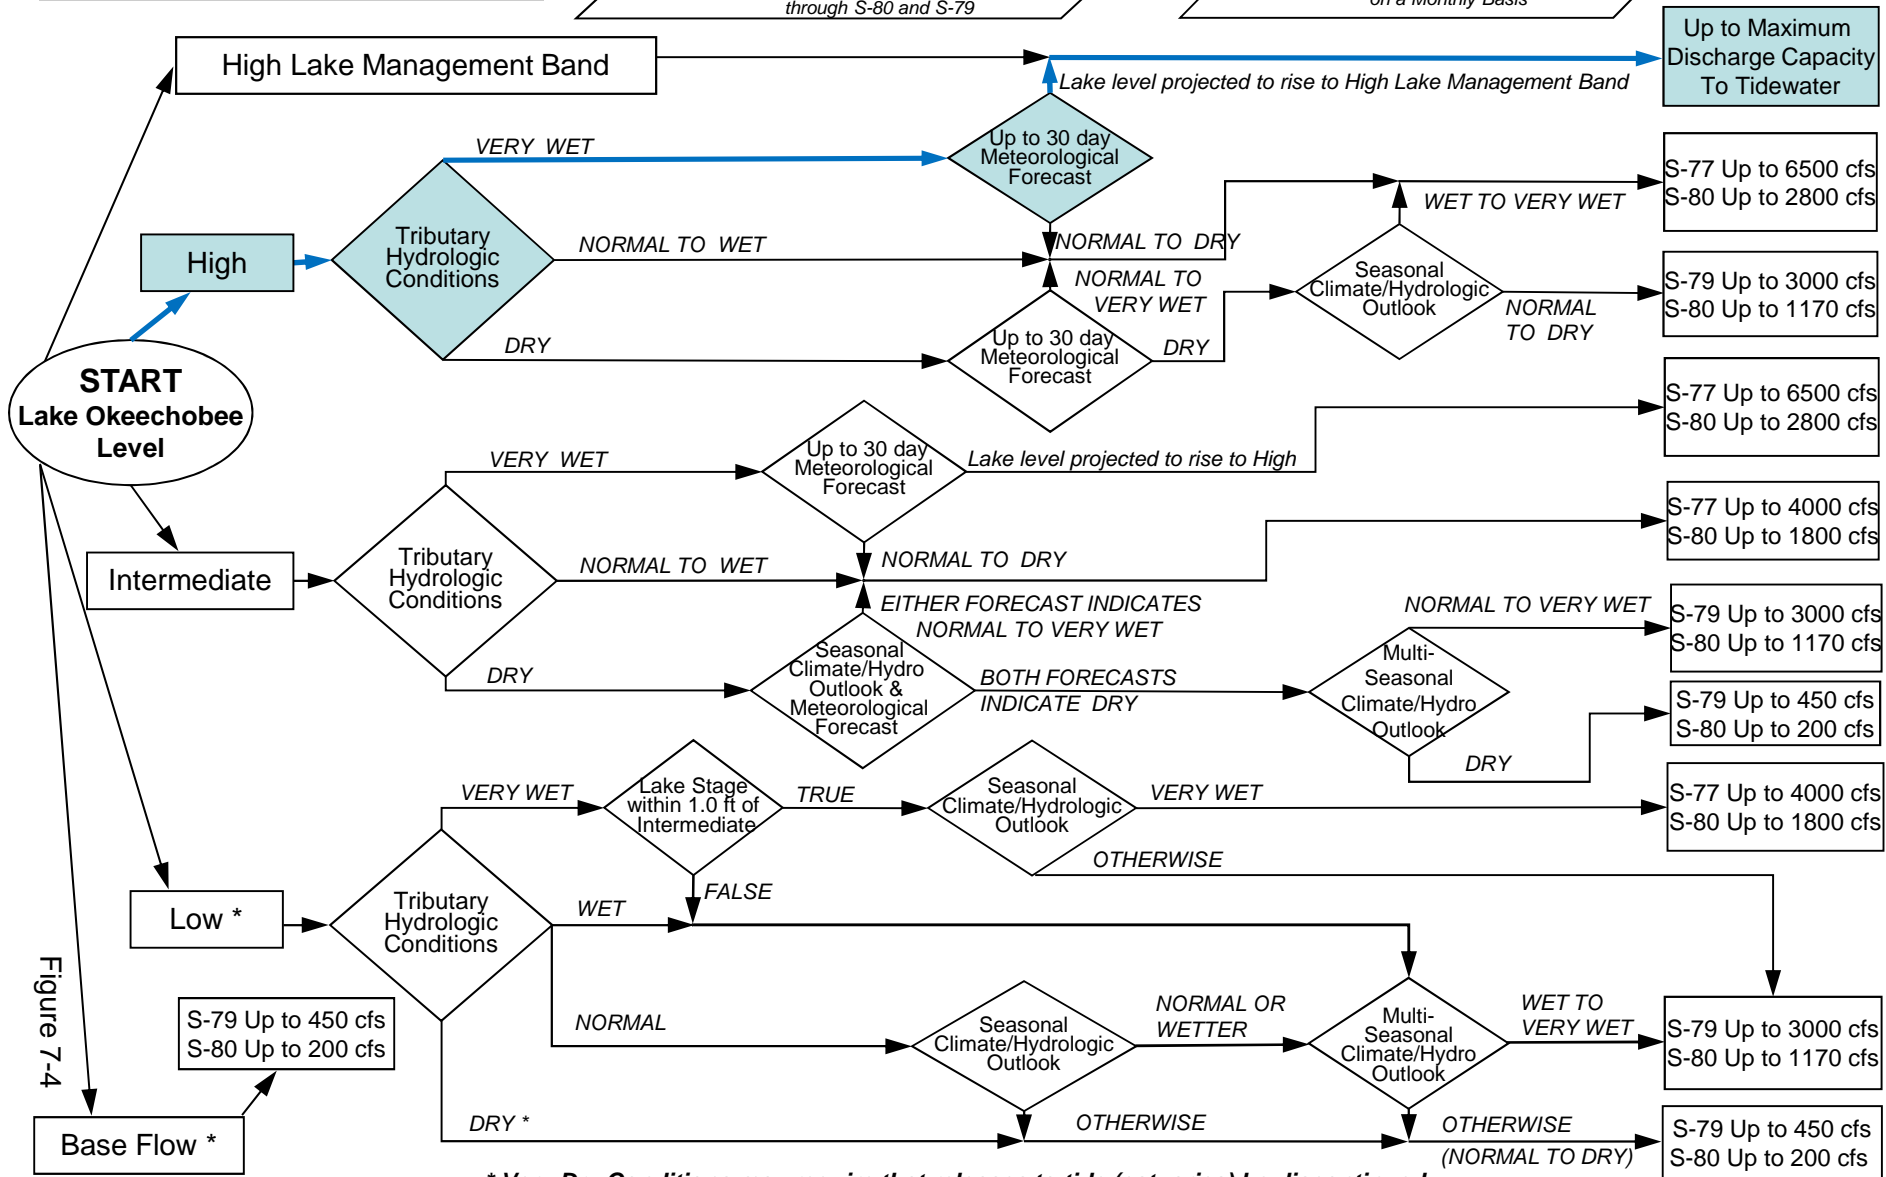 through S-80 and S-79
on a Monthly Basis
High Lake Management Band
Up to Maximum
Discharge Capacity
To Tidewater
Lake level projected to rise to High Lake Management Band
VERY WET
Up to 30 day
Meteorological
Forecast
S-77 Up to 6500 cfs
S-80 Up to 2800 cfs
WET TO VERY WET
High
Tributary
Hydrologic
Conditions
NORMAL TO WET
NORMAL TO DRY
NORMAL TO
VERY WET
Seasonal
Climate/Hydrologic
Outlook
NORMAL
TO DRY
S-79 Up to 3000 cfs
S-80 Up to 1170 cfs
DRY
Up to 30 day
Meteorological
Forecast
DRY
START
Lake Okeechobee
Level
S-77 Up to 6500 cfs
S-80 Up to 2800 cfs
VERY WET
Up to 30 day
Meteorological
Forecast
Lake level projected to rise to High
S-77 Up to 4000 cfs
S-80 Up to 1800 cfs
Intermediate
Tributary
Hydrologic
Conditions
NORMAL TO WET
NORMAL TO DRY
EITHER FORECAST INDICATES
NORMAL TO VERY WET
NORMAL TO VERY WET
S-79 Up to 3000 cfs
S-80 Up to 1170 cfs
DRY
Seasonal
Climate/Hydro
Outlook &
Meteorological
Forecast
BOTH FORECASTS
INDICATE DRY
Multi-
Seasonal
Climate/Hydro
Outlook
DRY
S-79 Up to 450 cfs
S-80 Up to 200 cfs
VERY WET
Lake Stage
within 1.0 ft of
Intermediate
TRUE
Seasonal
Climate/Hydrologic
Outlook
VERY WET
S-77 Up to 4000 cfs
S-80 Up to 1800 cfs
OTHERWISE
FALSE
Low *
Tributary
Hydrologic
Conditions
WET
NORMAL
Seasonal
Climate/Hydrologic
Outlook
NORMAL OR
WETTER
Multi-
Seasonal
Climate/Hydro
Outlook
WET TO
VERY WET
S-79 Up to 3000 cfs
S-80 Up to 1170 cfs
Figure 7-4
S-79 Up to 450 cfs
S-80 Up to 200 cfs
Base Flow *
DRY *
OTHERWISE
OTHERWISE
(NORMAL TO DRY)
S-79 Up to 450 cfs
S-80 Up to 200 cfs